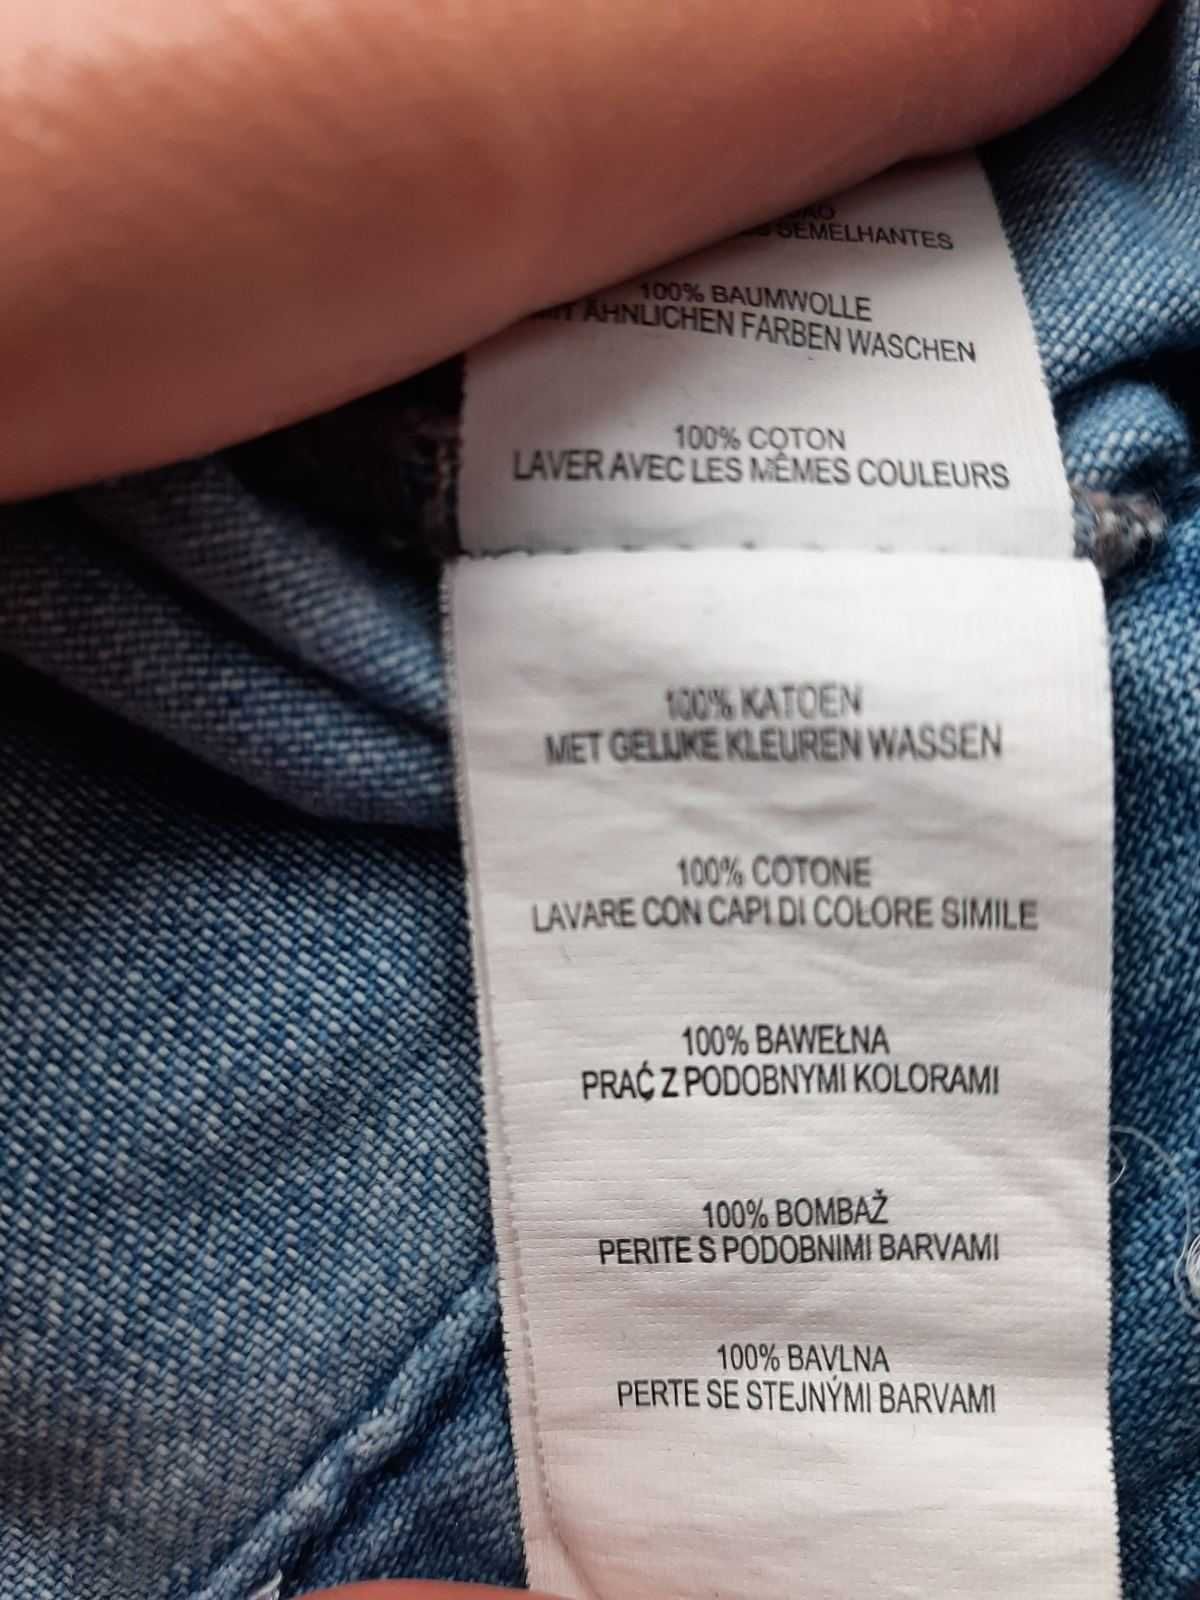 SEMELHANTES
100% BAUMWOLLE
ÄHNLICHEN FARBEN WASCHEN
100% COTON
LAVER AVEC LES MÊMES COULEURS
100% KATOEN
MET GELIJKE KLEUREN WASSEN
100% COTONE
LAVARE CON CAPI DI COLORE SIMILE
100% BAWEŁNA
PRAĆ Z PODOBNYMI KOLORAMI
100% BOMBAŽ
PERITE S PODOBNIMI BARVAMI
100% BAVLNA
PERTE SE STEJNÝMI BARVAMI